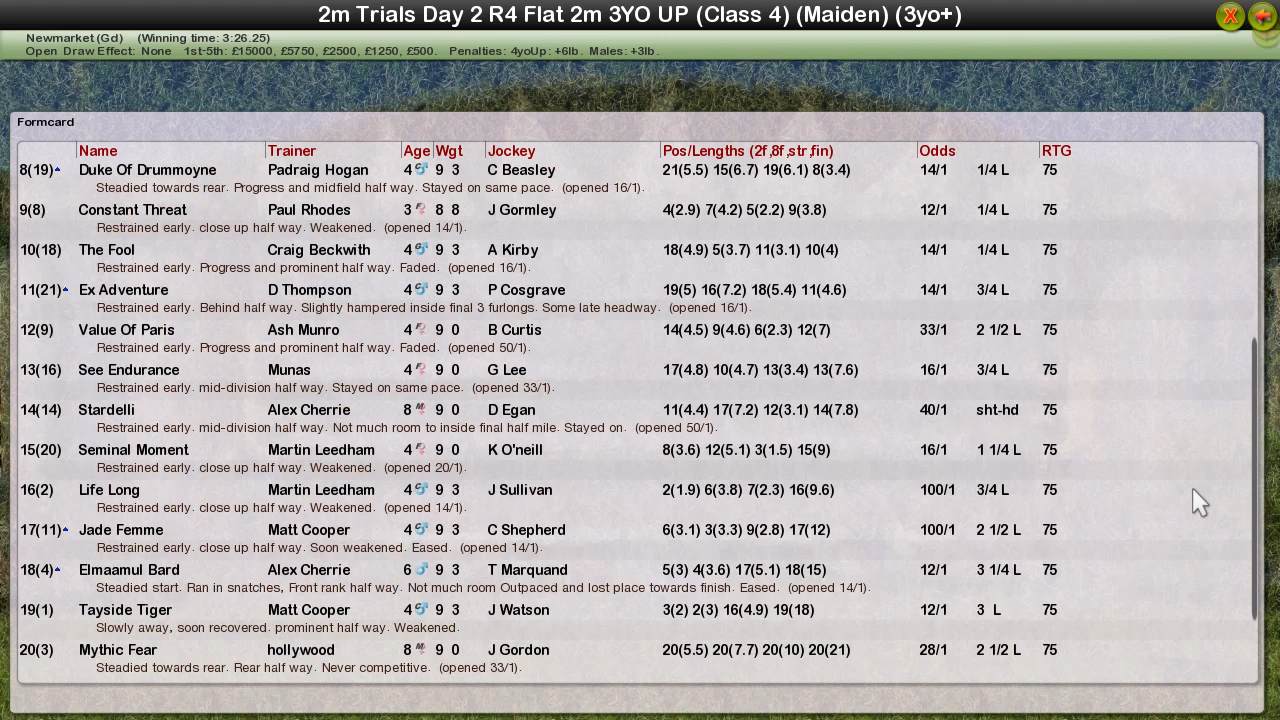 2m Trials Day 2 R4 Flat 2m 3YO UP (Class 4) (Maiden) (3yo+)
X
Newmarket (Gd) (Winning time: 3:26.25)
Open Draw Effect: None 1st-5th: £15000, £5750, £2500, £1250, £500. Penalties: 4yoUp: +6lb. Males: +3lb.
Formcard
Name Trainer Age Wgt Jockey Pos/Lengths (2f,8f,str,fin) Odds RTG
8(19) Duke Of Drummoyne Padraig Hogan 4 9 3 C Beasley 21(5.5) 15(6.7) 19(6.1) 8(3.4) 14/1 1/4 L 75
Steadied towards rear. Progress and midfield half way. Stayed on same pace. (opened 16/1).
9(8) Constant Threat Paul Rhodes 3 F 8 8 J Gormley 4(2.9) 7(4.2) 5(2.2) 9(3.8) 12/1 1/4 L 75
Restrained early. close up half way. Weakened. (opened 14/1).
10(18) The Fool Craig Beckwith 4 9 3 A Kirby 18(4.9) 5(3.7) 11(3.1) 10(4) 14/1 1/4 L 75
Restrained early. Progress and prominent half way. Faded. (opened 16/1).
11(21) Ex Adventure D Thompson 4 9 3 P Cosgrave 19(5) 16(7.2) 18(5.4) 11(4.6) 14/1 3/4 L 75
Restrained early. Behind half way. Slightly hampered inside final 3 furlongs. Some late headway. (opened 16/1).
12(9) Value Of Paris Ash Munro 4 F 9 0 B Curtis 14(4.5) 9(4.6) 6(2.3) 12(7) 33/1 2 1/2 L 75
Restrained early. Progress and prominent half way. Faded. (opened 50/1).
13(16) See Endurance Munas 4 F 9 0 G Lee 17(4.8) 10(4.7) 13(3.4) 13(7.6) 16/1 3/4 L 75
Restrained early. mid-division half way. Stayed on same pace. (opened 33/1).
14(14) Stardelli Alex Cherrie 8 M 9 0 D Egan 11(4.4) 17(7.2) 12(3.1) 14(7.8) 40/1 sht-hd 75
Restrained early. mid-division half way. Not much room to inside final half mile. Stayed on. (opened 50/1).
15(20) Seminal Moment Martin Leedham 4 F 9 0 K O'neill 8(3.6) 12(5.1) 3(1.5) 15(9) 16/1 1 1/4 L 75
Restrained early. close up half way. Weakened. (opened 20/1).
16(2) Life Long Martin Leedham 4 9 3 J Sullivan 2(1.9) 6(3.8) 7(2.3) 16(9.6) 100/1 3/4 L 75
Restrained early. close up half way. Weakened. (opened 14/1).
17(11) Jade Femme Matt Cooper 4 9 3 C Shepherd 6(3.1) 3(3.3) 9(2.8) 17(12) 100/1 2 1/2 L 75
Restrained early. close up half way. Soon weakened. Eased. (opened 14/1).
18(4) Elmaamul Bard Alex Cherrie 6 9 3 T Marquand 5(3) 4(3.6) 17(5.1) 18(15) 12/1 3 1/4 L 75
Steadied start. Ran in snatches, Front rank half way. Not much room Outpaced and lost place towards finish. Eased. (opened 14/1).
19(1) Tayside Tiger Matt Cooper 4 9 3 J Watson 3(2) 2(3) 16(4.9) 19(18) 12/1 3 L 75
Slowly away, soon recovered. prominent half way. Weakened.
20(3) Mythic Fear hollywood 8 M 9 0 J Gordon 20(5.5) 20(7.7) 20(10) 20(21) 28/1 2 1/2 L 75
Steadied towards rear. Rear half way. Never competitive. (opened 33/1).